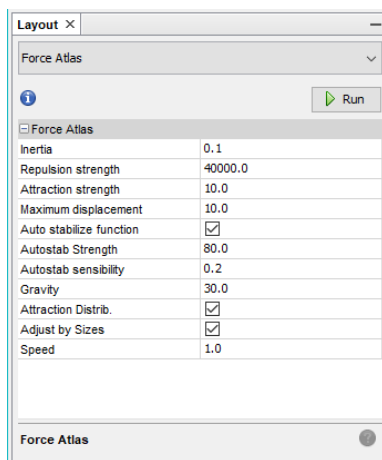 Layout
Force Atlas
Run
Force Atlas
Inertia 0.1
Repulsion strength 40000.0
Attraction strength 10.0
Maximum displacement 10.0
Auto stabilize function
Autostab Strength 80.0
Autostab sensibility 0.2
Gravity 30.0
Attraction Distrib.
Adjust by Sizes
Speed 1.0
Force Atlas